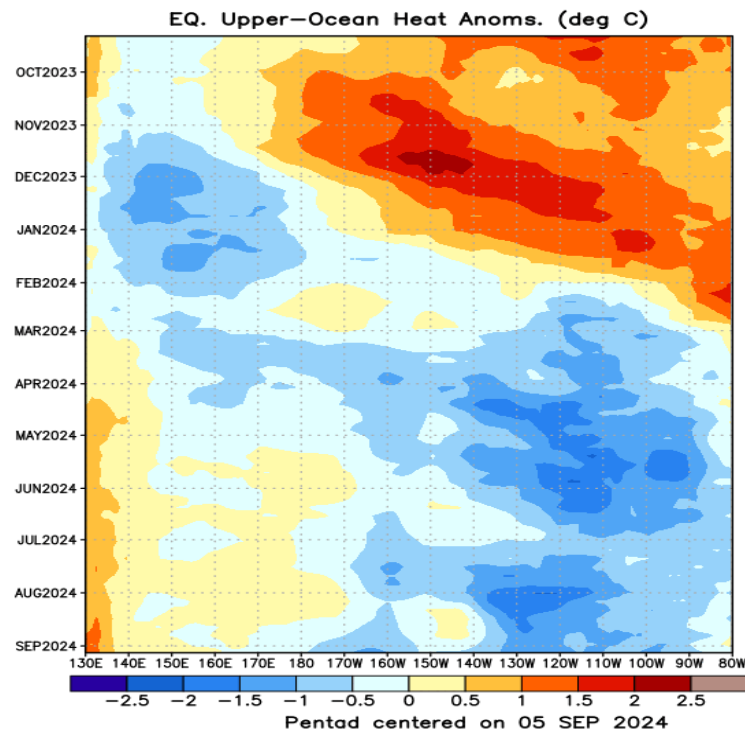 EQ. Upper-Ocean Heat Anoms. (deg C)
OCT2023
NOV2023
DEC2023
JAN2024
FEB2024
MAR2024
APR2024
MAY2024
JUN2024
JUL2024
AUG2024
SEP2024
130E 140E 150E 160E 170E 180 170W 160W 150W 140W 130W 120W 110W 100W 90W 80W
-2.5 -2 -1.5 -1 -0.5 0 0.5 1 1.5 2 2.5
Pentad centered on 05 SEP 2024